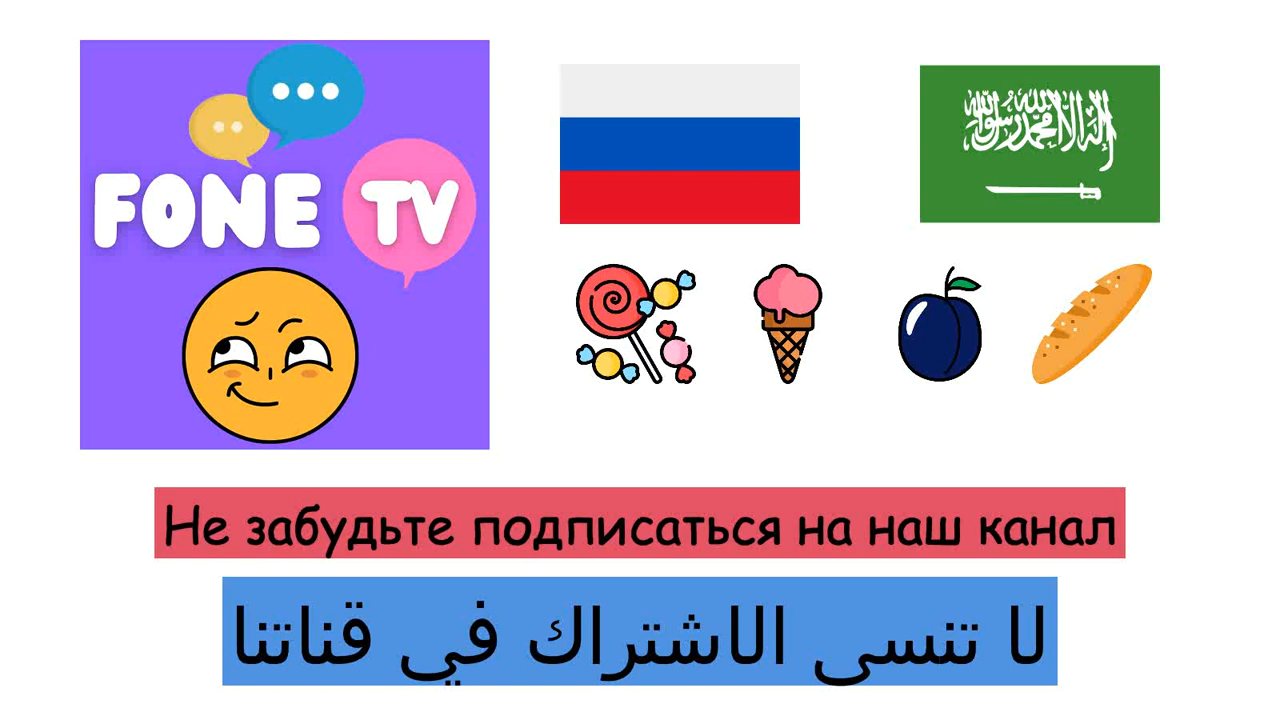 FONE TV
لا إله إلا الله محمد رسول الله
Не забудьте подписаться на наш канал
لا تنسى الاشتراك في قناتنا